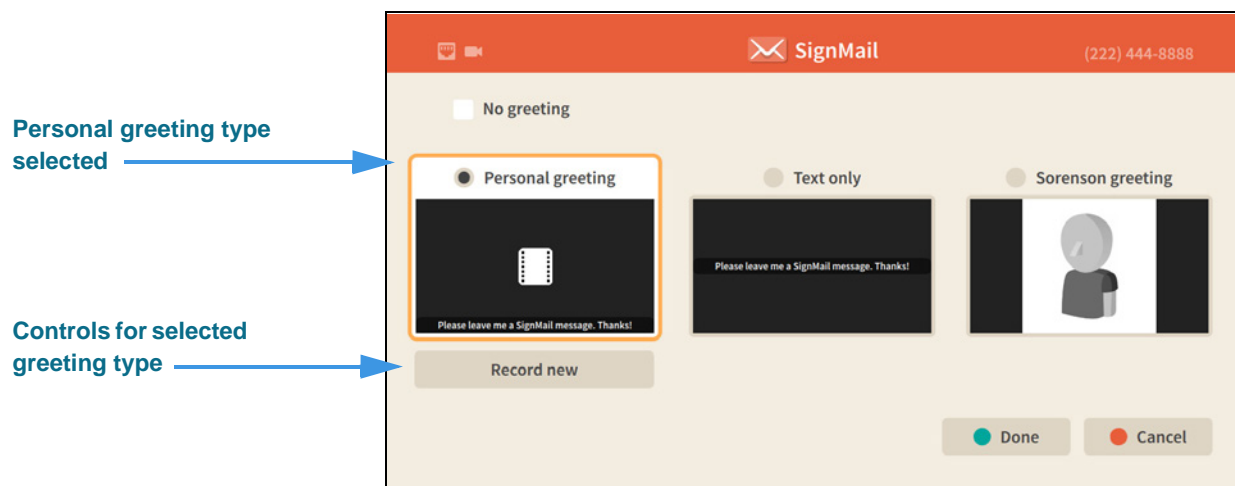 SignMail
(222) 444-8888
No greeting
Personal greeting type
selected
Personal greeting
Text only
Sorenson greeting
Please leave me a SignMail message. Thanks!
Please leave me a SignMail message. Thanks!
Controls for selected
greeting type
Record new
Done
Cancel